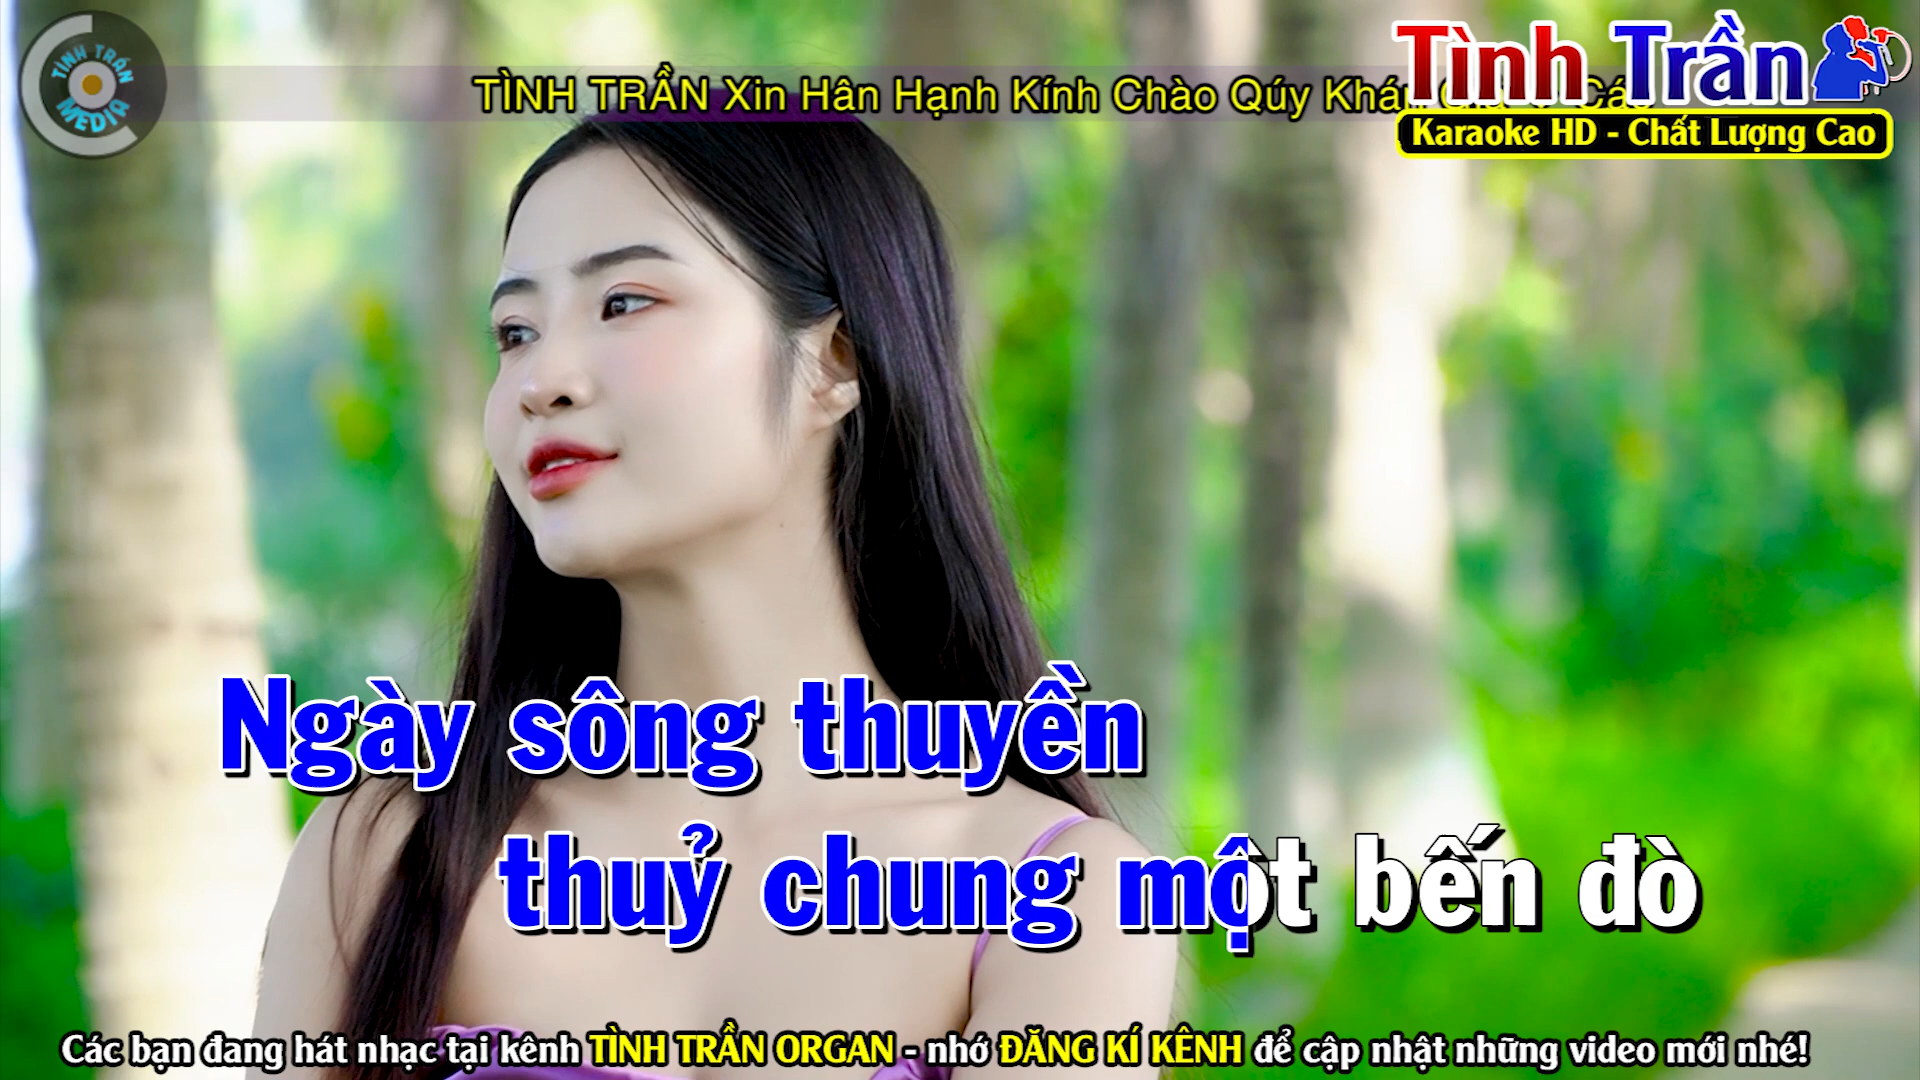 TÌNH TRẦN
MEDIA
TÌNH TRẦN Xin Hân Hạnh Kính Chào Qúy
Tình Trần
Karaoke HD - Chất Lượng Cao
Ngày sông thuyền
thuỷ chung một bến đò
Các bạn đang hát nhạc tại kênh TÌNH TRẦN ORGAN - nhớ ĐĂNG KÍ KÊNH để cập nhật những video mới nhé!